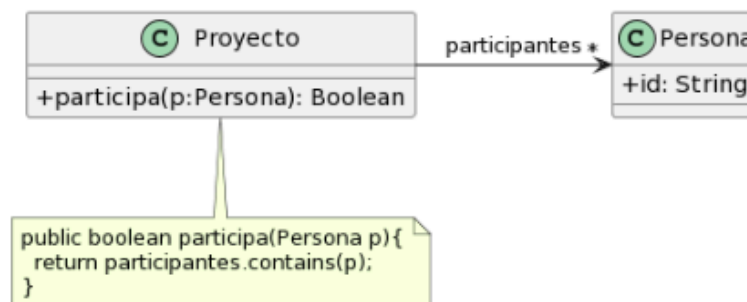 C Proyecto
+participa(p:Persona): Boolean
participantes *
C Persona
+id: String
public boolean participa(Persona p){
return participantes.contains(p);
}